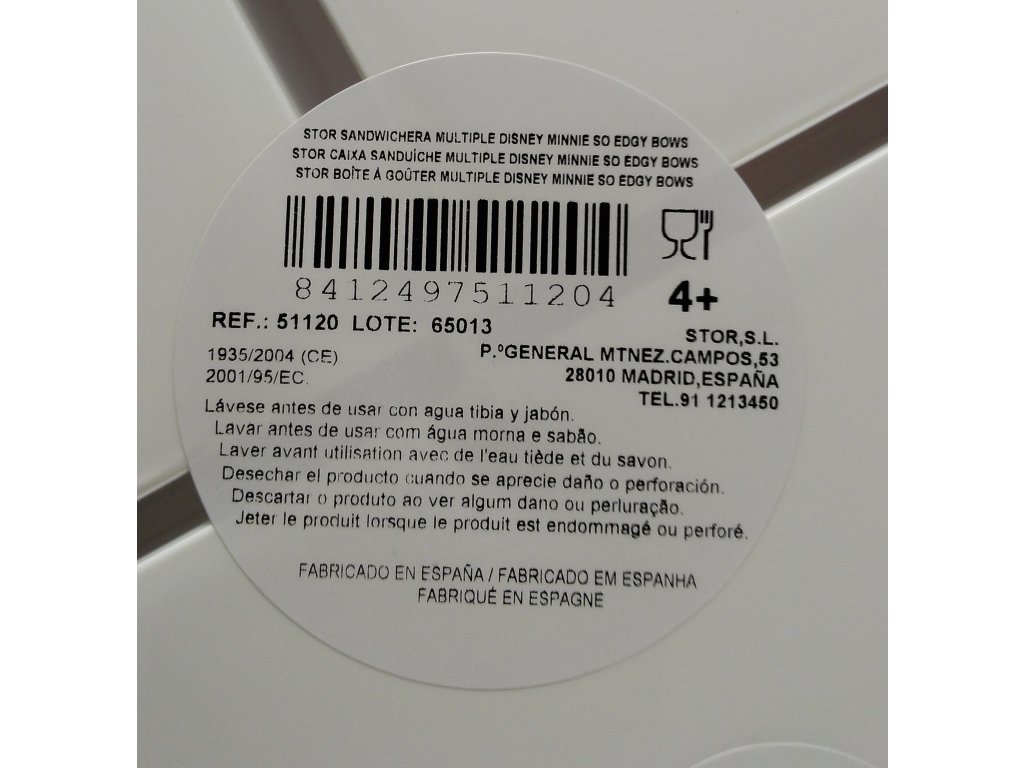 STOR SANDWICHERA MULTIPLE DISNEY MINNIE SO EDGY BOWS
STOR CAIXA SANDUÍCHE MULTIPLE DISNEY MINNIE SO EDGY BOWS
STOR BOÎTE À GOÛTER MULTIPLE DISNEY MINNIE SO EDGY BOWS
8412497511204
4+
REF.: 51120 LOTE: 65013
STOR,S.L.
P.ºGENERAL MTNEZ.CAMPOS,53
28010 MADRID,ESPAÑA
TEL.91 1213450
1935/2004 (CE)
2001/95/EC.
Lávese antes de usar con agua tibia y jabón.
Lavar antes de usar com água morna e sabão.
Laver avant utilisation avec de l'eau tiède et du savon.
Desechar el producto cuando se aprecie daño o perforación.
Descartar o produto ao ver algum dano ou perluração.
Jeter le produit lorsque le produit est endommagé ou perforé.
FABRICADO EN ESPAÑA / FABRICADO EM ESPANHA
FABRIQUÉ EN ESPAGNE